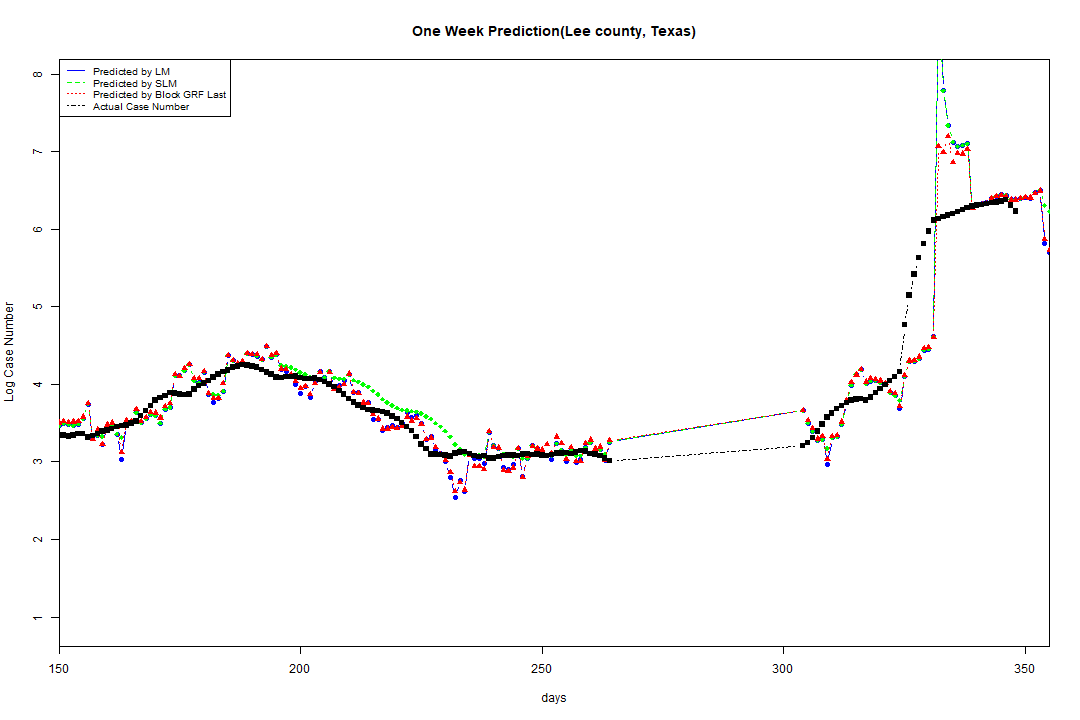 One Week Prediction(Lee county, Texas)
Predicted by LM
Predicted by SLM
Predicted by Block GRF Last
Actual Case Number
8
7
6
5
4
3
2
1
Log Case Number
150 200 250 300 350
days